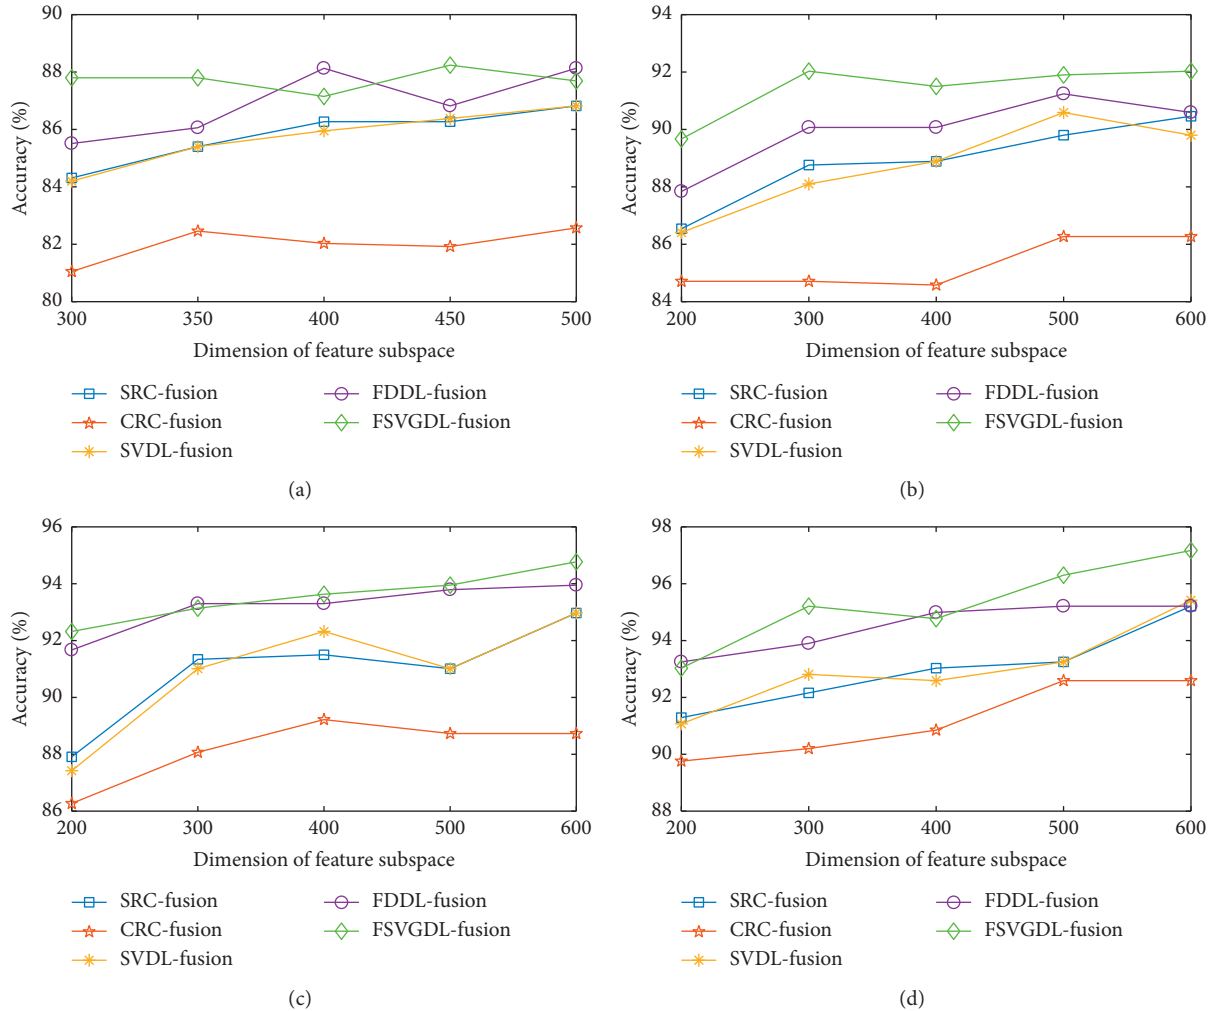 90
88
86
84
82
80
300 350 400 450 500
Accuracy (%)
Dimension of feature subspace
SRC-fusion
CRC-fusion
SVDL-fusion
FDDL-fusion
FSVGDL-fusion
(a)
94
92
90
88
86
84
200 300 400 500 600
Accuracy (%)
Dimension of feature subspace
SRC-fusion
CRC-fusion
SVDL-fusion
FDDL-fusion
FSVGDL-fusion
(b)
96
94
92
90
88
86
200 300 400 500 600
Accuracy (%)
Dimension of feature subspace
SRC-fusion
CRC-fusion
SVDL-fusion
FDDL-fusion
FSVGDL-fusion
(c)
98
96
94
92
90
88
200 300 400 500 600
Accuracy (%)
Dimension of feature subspace
SRC-fusion
CRC-fusion
SVDL-fusion
FDDL-fusion
FSVGDL-fusion
(d)